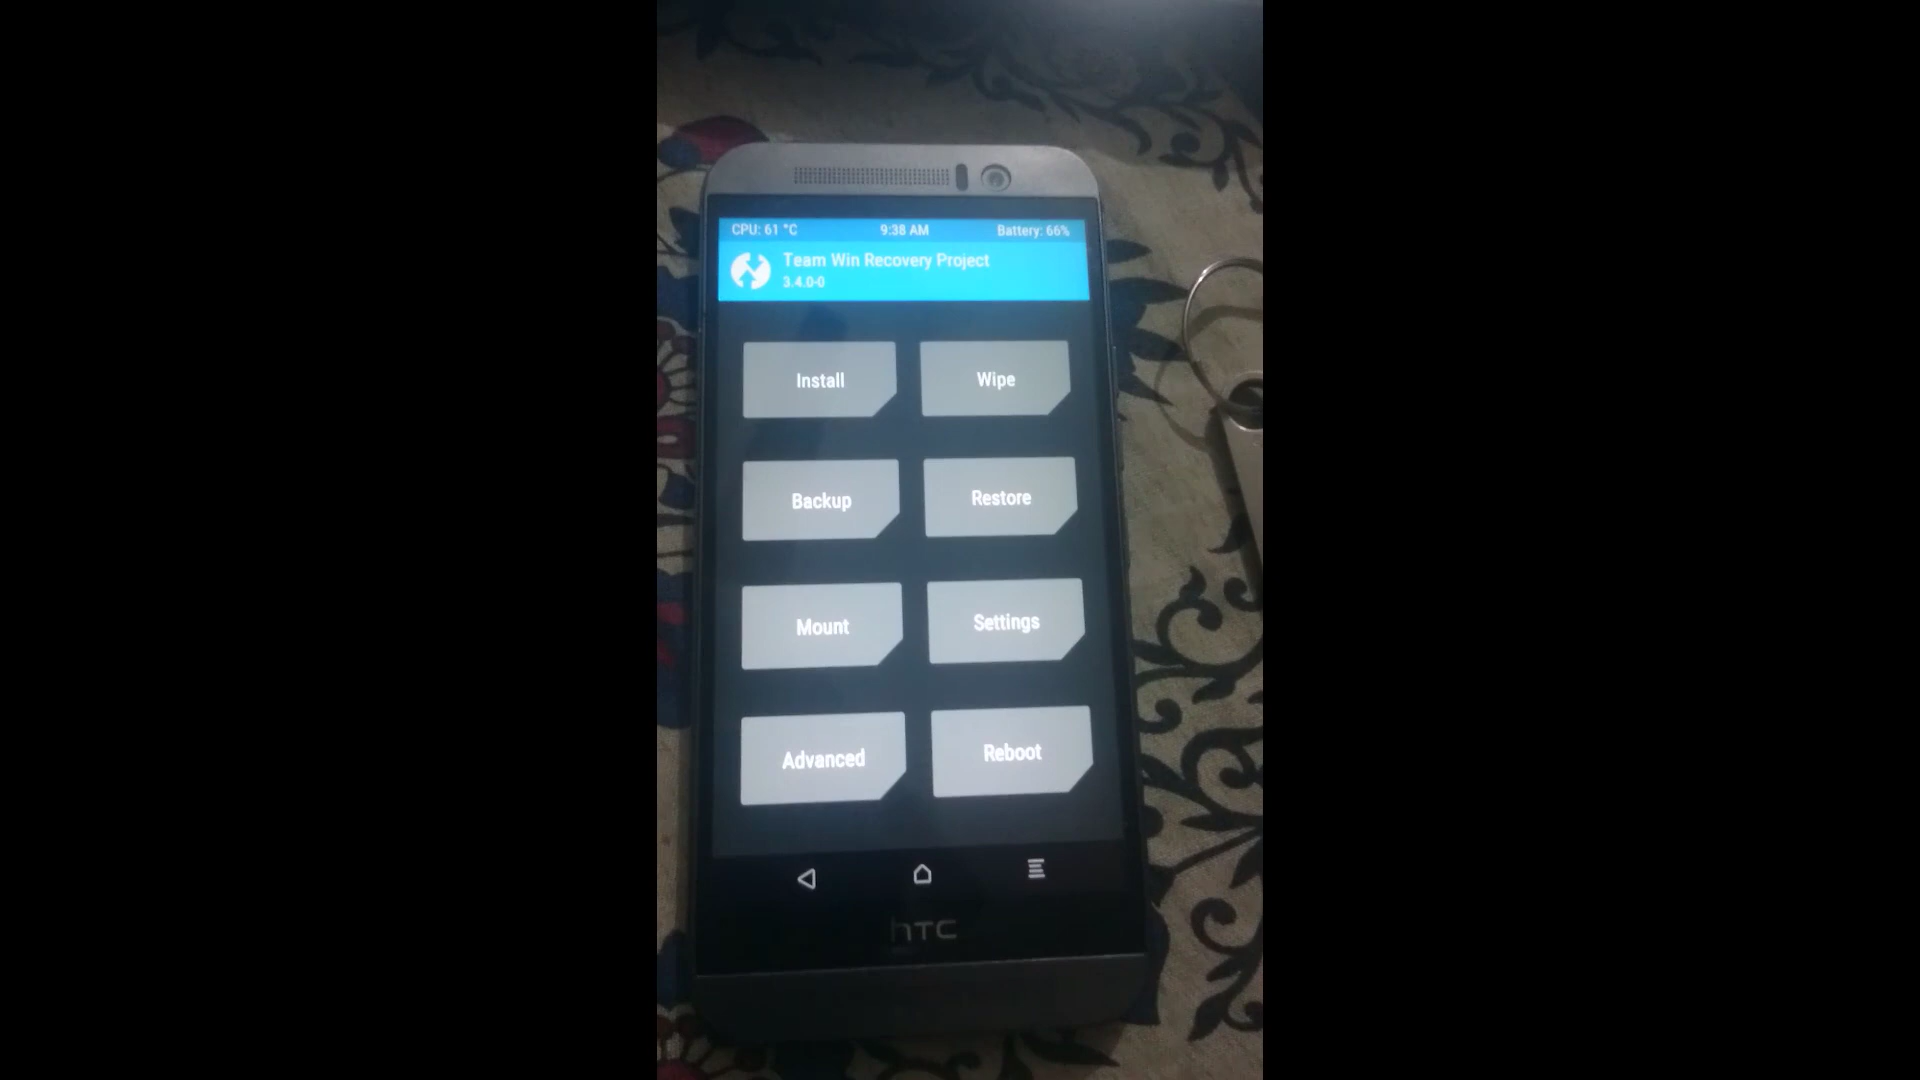 CPU: 61 °C 9:38 AM Battery: 66%
Team Win Recovery Project
3.4.0-0
Install Wipe
Backup Restore
Mount Settings
Advanced Reboot
hTC